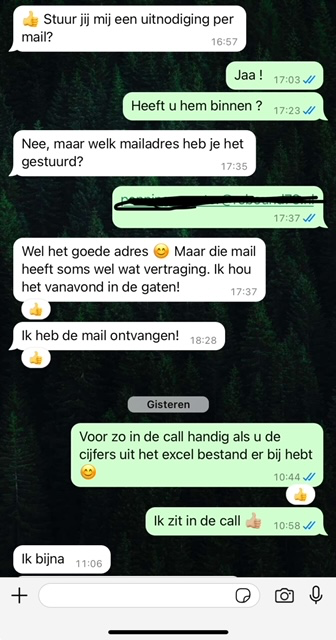 👍 Stuur jij mij een uitnodiging per
mail?
16:57
Jaa !
17:03
Heeft u hem binnen ?
17:23
Nee, maar welk mailadres heb je het
gestuurd?
17:35
17:37
Wel het goede adres 😊 Maar die mail
heeft soms wel wat vertraging. Ik hou
het vanavond in de gaten!
17:37
👍
Ik heb de mail ontvangen!
18:28
👍
Gisteren
Voor zo in de call handig als u de
cijfers uit het excel bestand er bij hebt
😊
10:44
👍
Ik zit in de call 👍🏼
10:58
Ik bijna
11:06